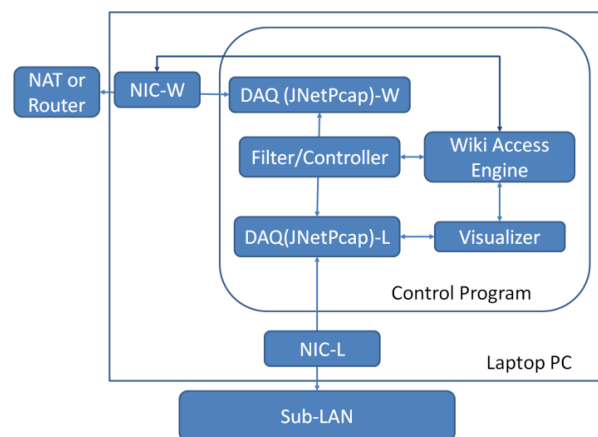 NAT or
Router
NIC-W
DAQ (JNetPcap)-W
Filter/Controller
Wiki Access
Engine
DAQ(JNetPcap)-L
Visualizer
Control Program
NIC-L
Laptop PC
Sub-LAN